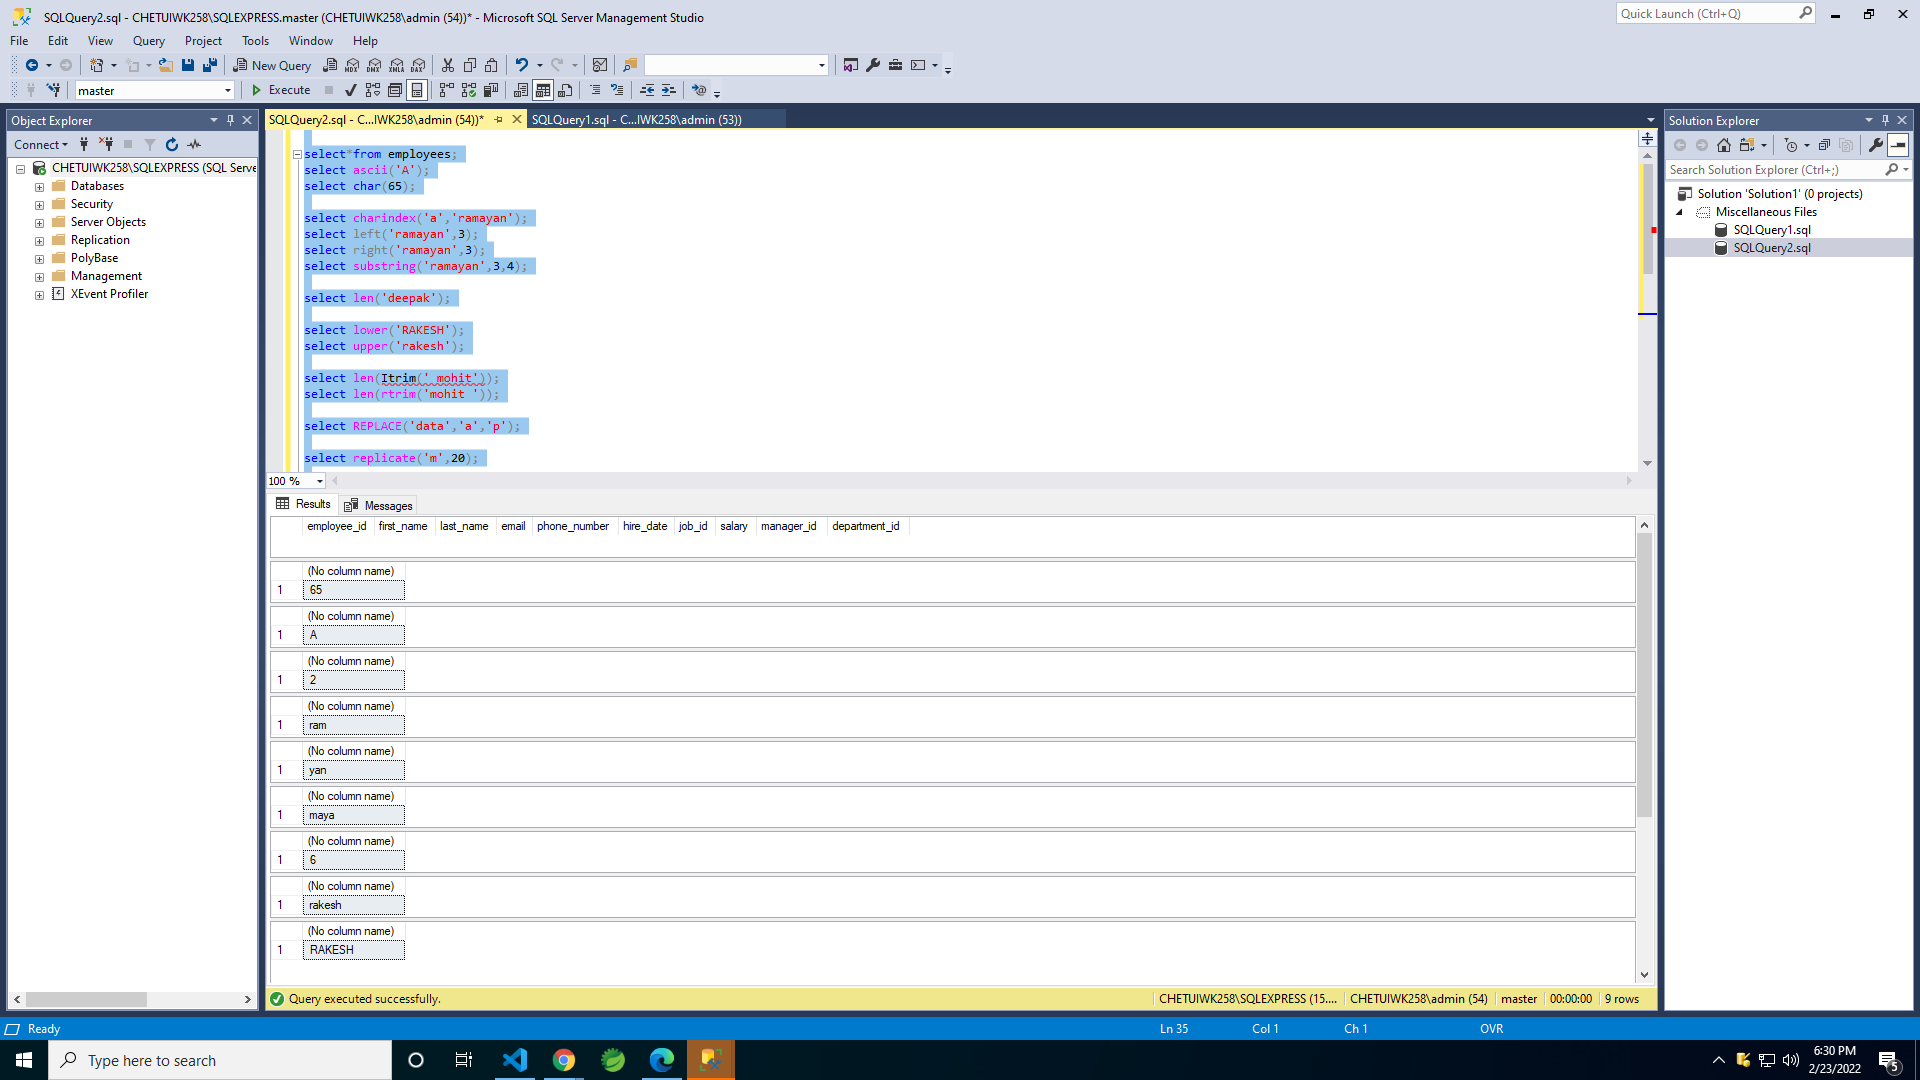 SQLQuery2.sql - CHETUIWK258\SQLEXPRESS.master (CHETUIWK258\admin (54))* - Microsoft SQL Server Management Studio
Quick Launch (Ctrl+Q)
File Edit View Query Project Tools Window Help
New Query
MDX DMX XMLA DAX
master
Execute
Object Explorer
Connect
CHETUIWK258\SQLEXPRESS (SQL Serve
Databases
Security
Server Objects
Replication
PolyBase
Management
XEvent Profiler
SQLQuery2.sql - C...IWK258\admin (54))*
SQLQuery1.sql - C...IWK258\admin (53))
select*from employees;
select ascii('A');
select char(65);
select charindex('a','ramayan');
select left('ramayan',3);
select right('ramayan',3);
select substring('ramayan',3,4);
select len('deepak');
select lower('RAKESH');
select upper('rakesh');
select len(Itrim(' mohit'));
select len(rtrim('mohit '));
select REPLACE('data','a','p');
select replicate('m',20);
100 %
Results Messages
employee_id first_name last_name email phone_number hire_date job_id salary manager_id department_id
(No column name)
1 65
(No column name)
1 A
(No column name)
1 2
(No column name)
1 ram
(No column name)
1 yan
(No column name)
1 maya
(No column name)
1 6
(No column name)
1 rakesh
(No column name)
1 RAKESH
Query executed successfully.
CHETUIWK258\SQLEXPRESS (15.... CHETUIWK258\admin (54) master 00:00:00 9 rows
Solution Explorer
Search Solution Explorer (Ctrl+;)
Solution 'Solution1' (0 projects)
Miscellaneous Files
SQLQuery1.sql
SQLQuery2.sql
Ready
Ln 35 Col 1 Ch 1 OVR
Type here to search
6:30 PM
2/23/2022
5